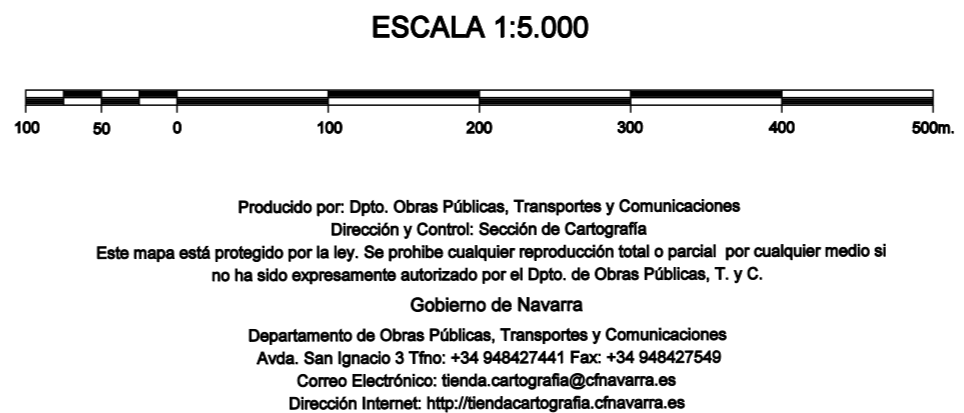 ESCALA 1:5.000
100 50 0 100 200 300 400 500m.
Producido por: Dpto. Obras Públicas, Transportes y Comunicaciones
Dirección y Control: Sección de Cartografía
Este mapa está protegido por la ley. Se prohibe cualquier reproducción total o parcial por cualquier medio si
no ha sido expresamente autorizado por el Dpto. de Obras Públicas, T. y C.
Gobierno de Navarra
Departamento de Obras Públicas, Transportes y Comunicaciones
Avda. San Ignacio 3 Tfno: +34 948427441 Fax: +34 948427549
Correo Electrónico: tienda.cartografia@cfnavarra.es
Dirección Internet: http://tiendacartografia.cfnavarra.es